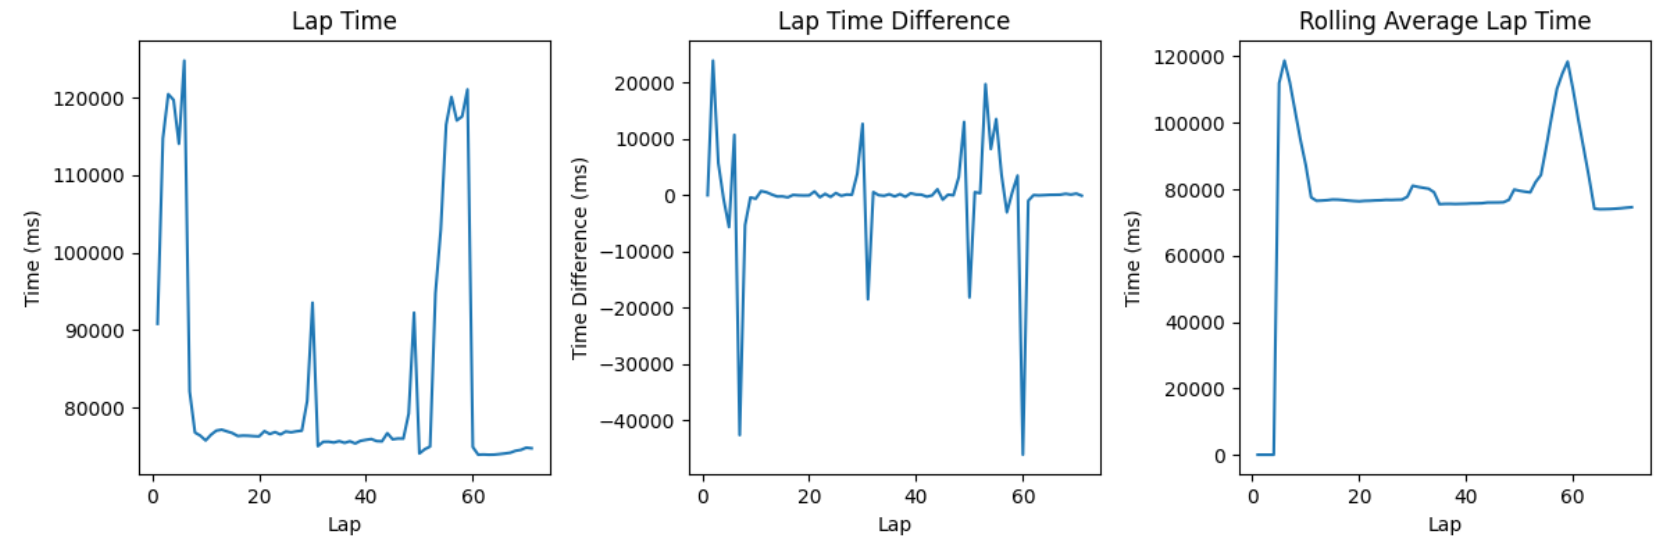 Lap Time
Time (ms)
120000
110000
100000
90000
80000
0 20 40 60
Lap
Lap Time Difference
Time Difference (ms)
20000
10000
0
−10000
−20000
−30000
−40000
0 20 40 60
Lap
Rolling Average Lap Time
Time (ms)
120000
100000
80000
60000
40000
20000
0
0 20 40 60
Lap